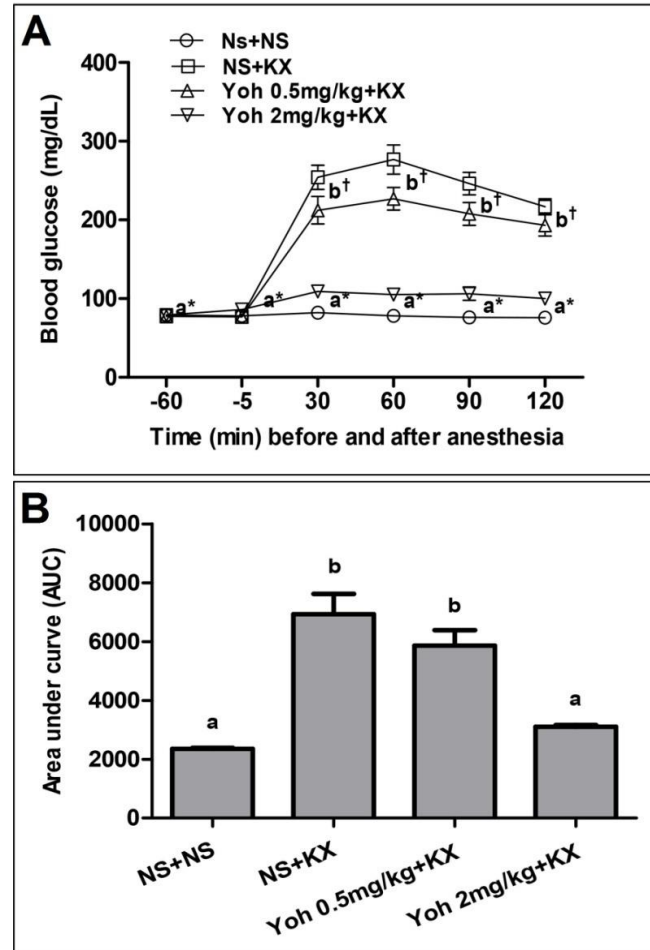 A
Ns+NS
NS+KX
Yoh 0.5mg/kg+KX
Yoh 2mg/kg+KX
400
300
200
100
0
Blood glucose (mg/dL)
b†
b†
b†
b†
a*
a*
a*
a*
a*
a*
-60
-5
30
60
90
120
Time (min) before and after anesthesia
B
10000
8000
6000
4000
2000
0
Area under curve (AUC)
a
b
b
a
NS+NS
NS+KX
Yoh 0.5mg/kg+KX
Yoh 2mg/kg+KX